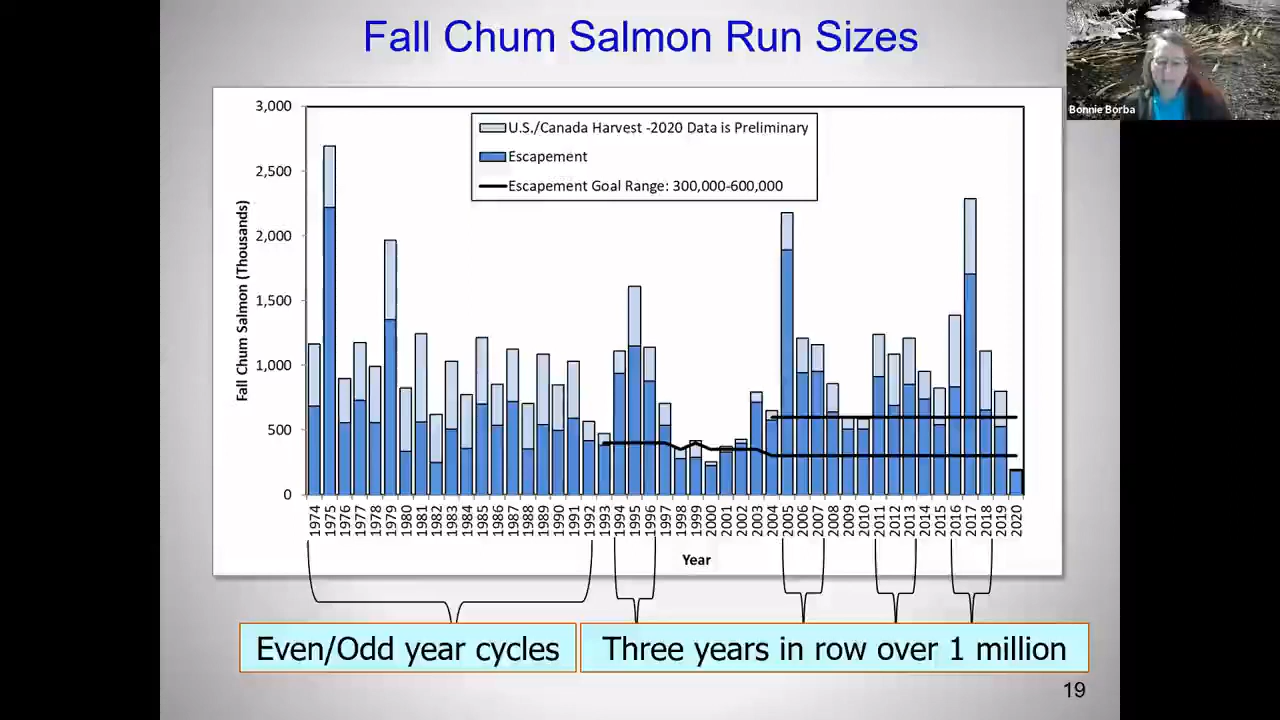 Fall Chum Salmon Run Sizes
Bonnie Borba
3,000
2,500
2,000
1,500
1,000
500
0
Fall Chum Salmon (Thousands)
U.S./Canada Harvest -2020 Data is Preliminary
Escapement
Escapement Goal Range: 300,000-600,000
1974 1975 1976 1977 1978 1979 1980 1981 1982 1983 1984 1985 1986 1987 1988 1989 1990 1991 1992 1993 1994 1995 1996 1997 1998 1999 2000 2001 2002 2003 2004 2005 2006 2007 2008 2009 2010 2011 2012 2013 2014 2015 2016 2017 2018 2019 2020
Year
Even/Odd year cycles
Three years in row over 1 million
19